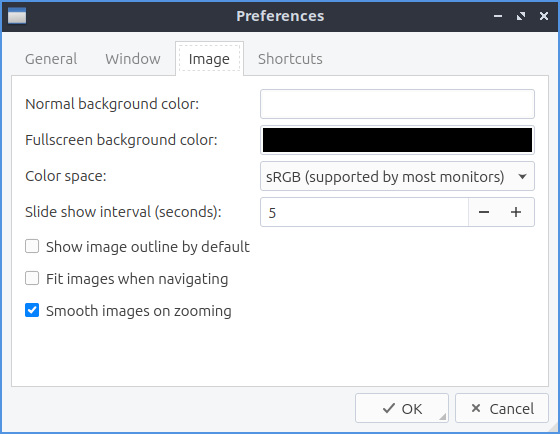 Preferences
General Window Image Shortcuts
Normal background color:
Fullscreen background color:
Color space: sRGB (supported by most monitors)
Slide show interval (seconds): 5
Show image outline by default
Fit images when navigating
Smooth images on zooming
OK Cancel